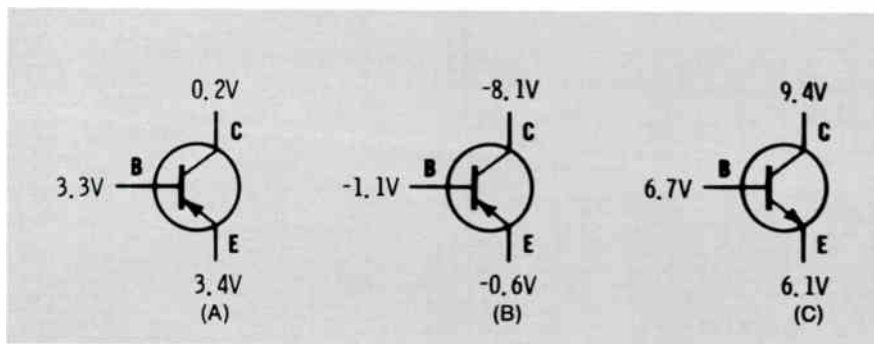 0.2V
C
B
3.3V
E
3.4V
(A)
-8.1V
C
B
-1.1V
E
-0.6V
(B)
9.4V
C
B
6.7V
E
6.1V
(C)